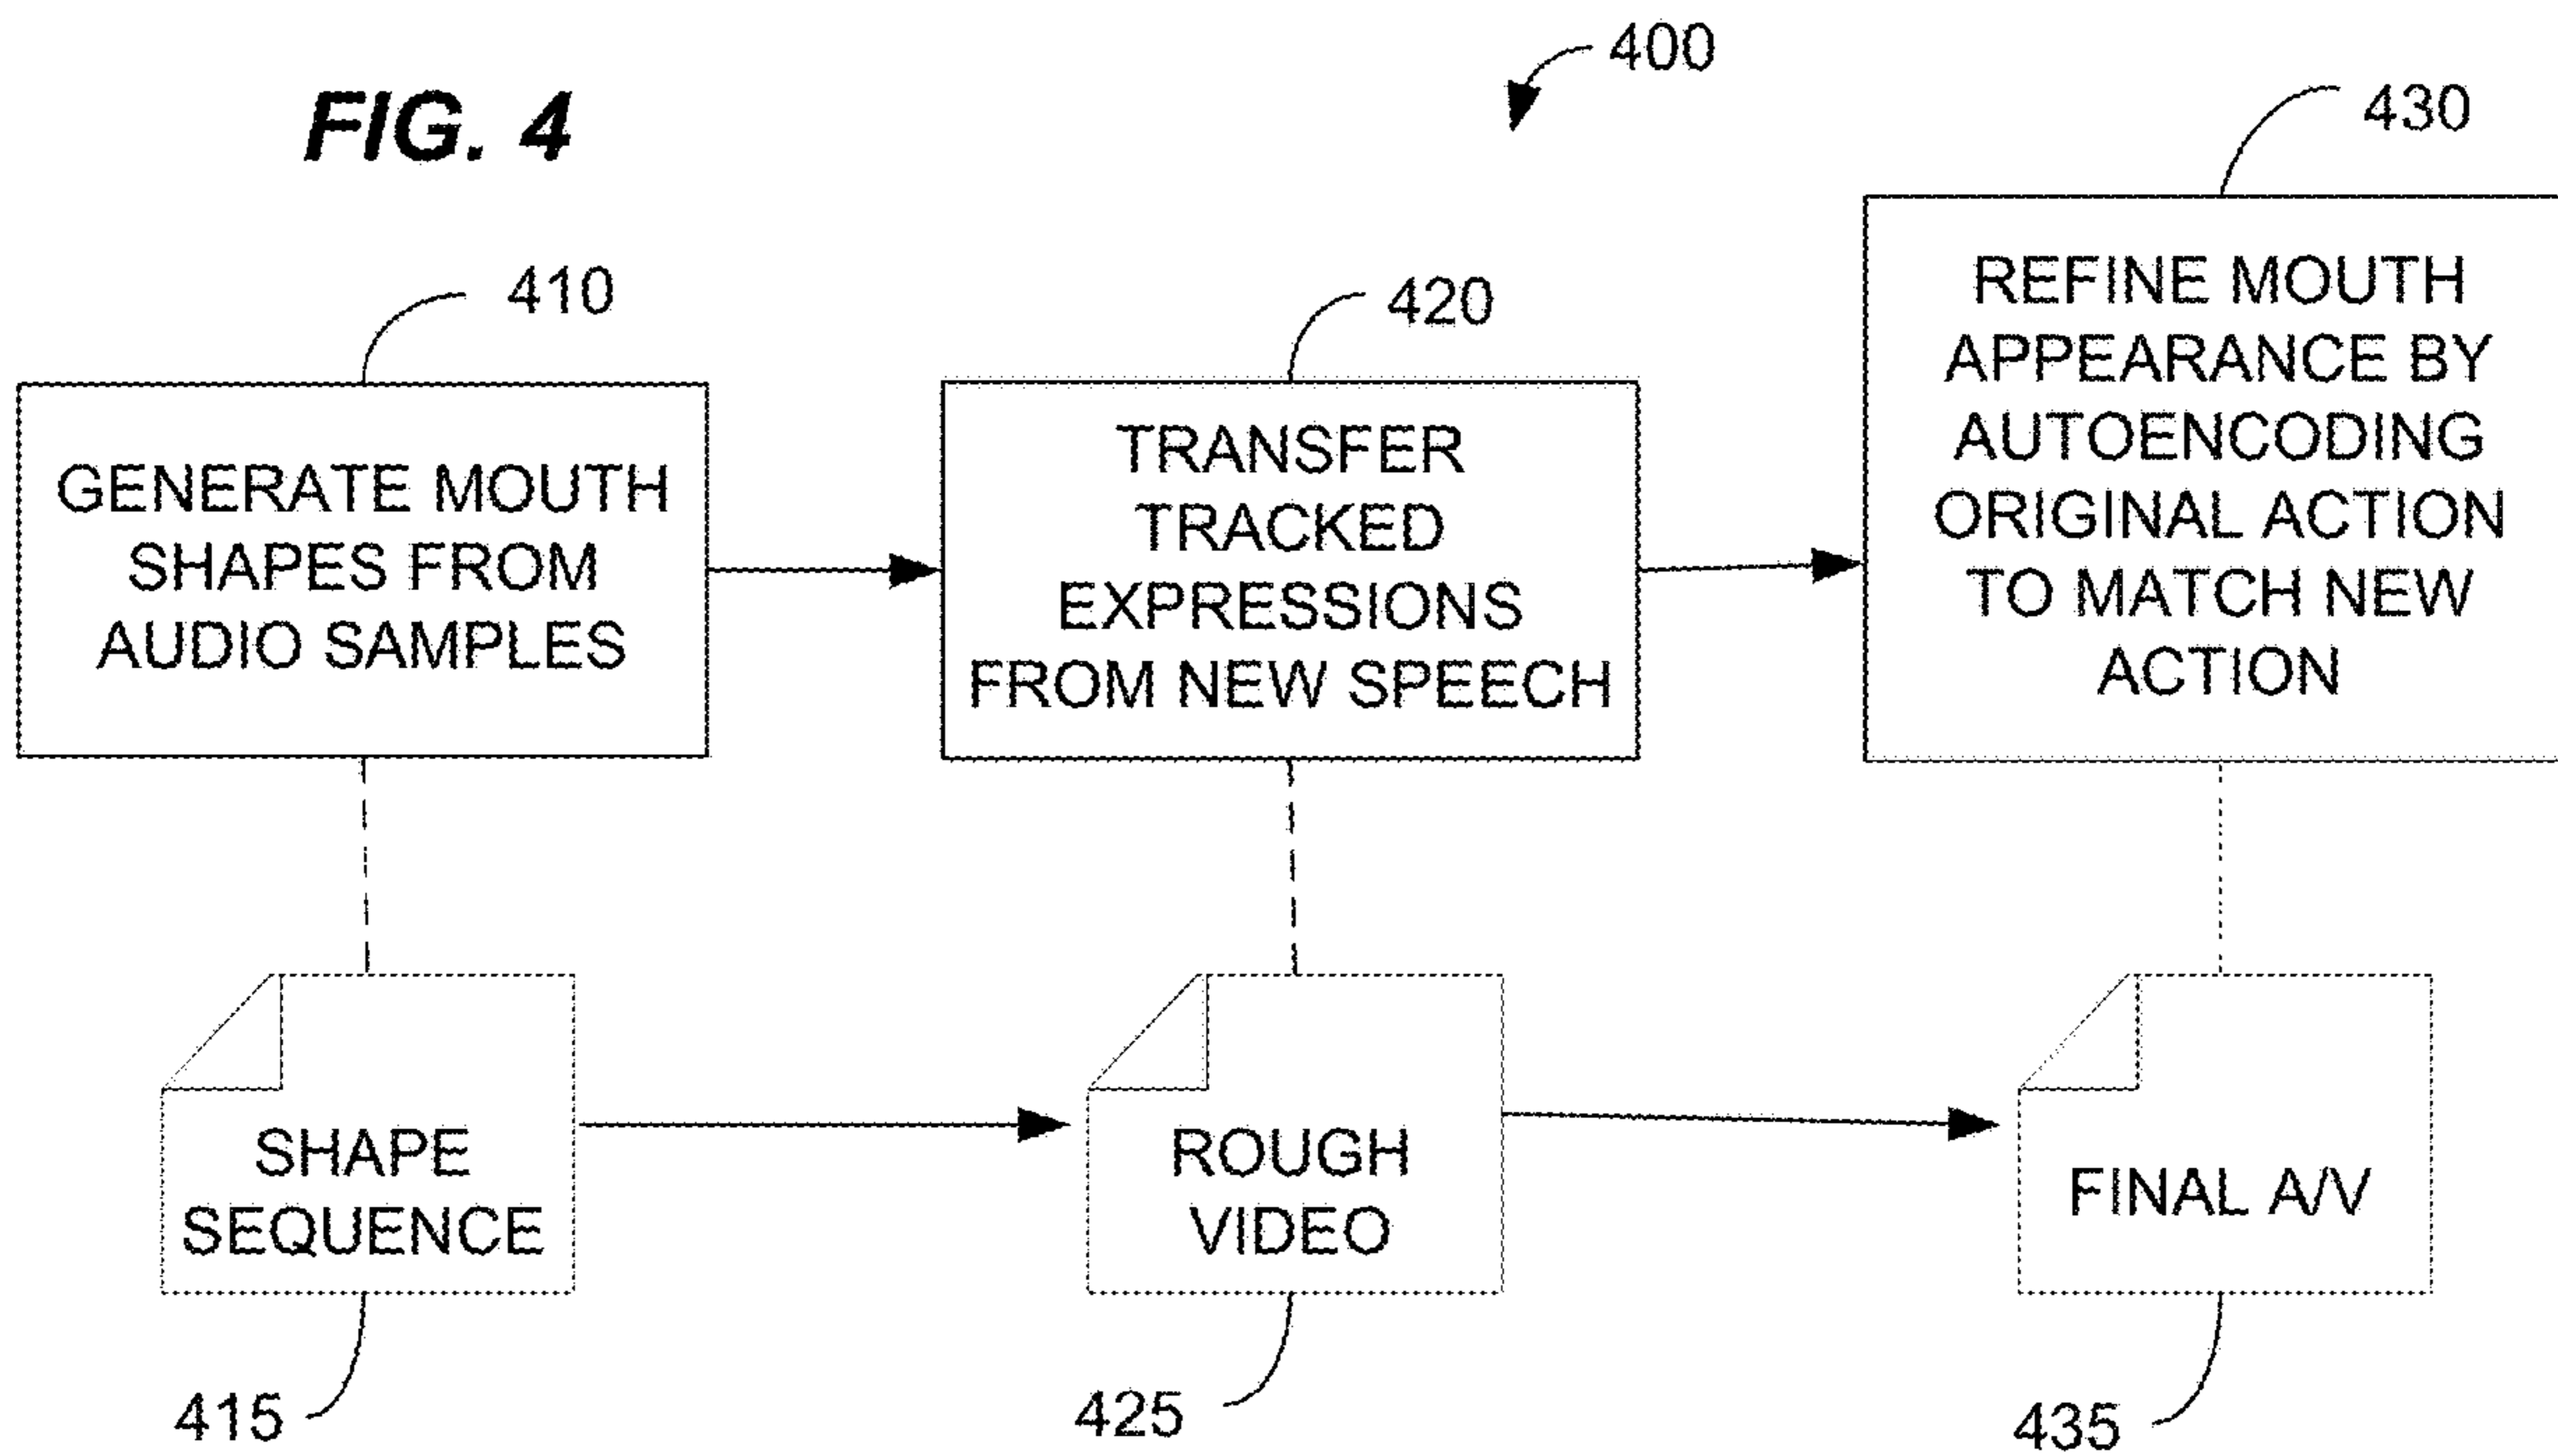 FIG. 4
400
410
GENERATE MOUTH
SHAPES FROM
AUDIO SAMPLES
420
TRANSFER
TRACKED
EXPRESSIONS
FROM NEW SPEECH
430
REFINE MOUTH
APPEARANCE BY
AUTOENCODING
ORIGINAL ACTION
TO MATCH NEW
ACTION
SHAPE
SEQUENCE
415
ROUGH
VIDEO
425
FINAL A/V
435